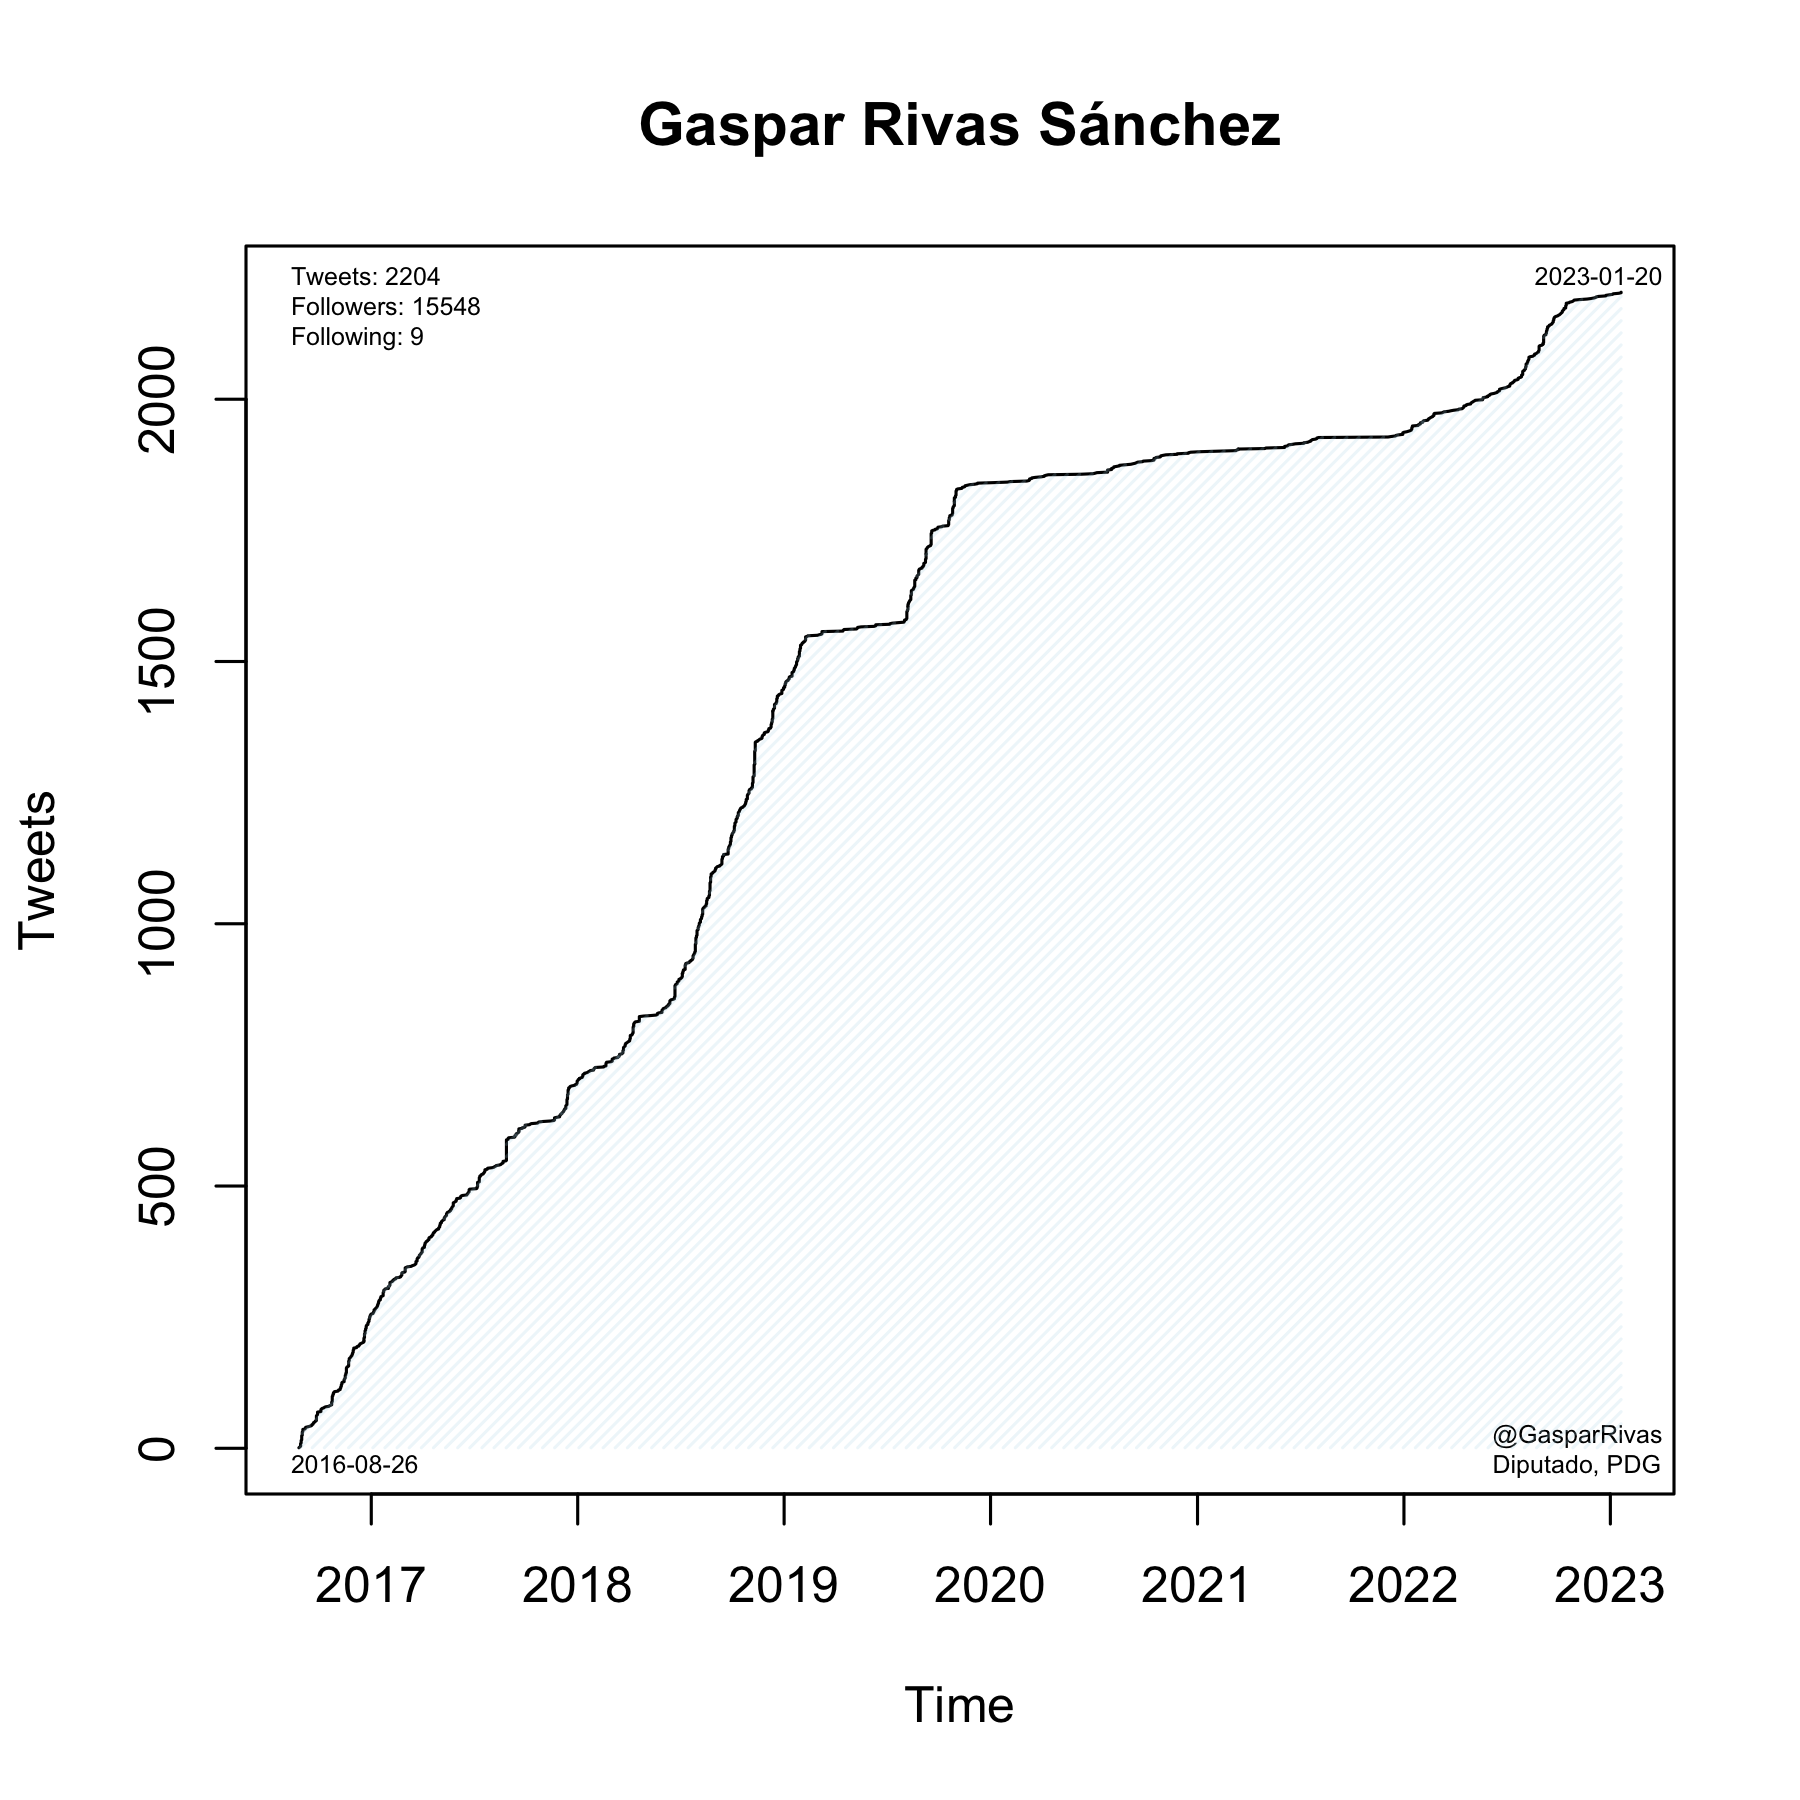 Gaspar Rivas Sánchez
Tweets: 2204
Followers: 15548
Following: 9
2023-01-20
2000
1500
1000
500
0
Tweets
2016-08-26
@GasparRivas
Diputado, PDG
2017 2018 2019 2020 2021 2022 2023
Time